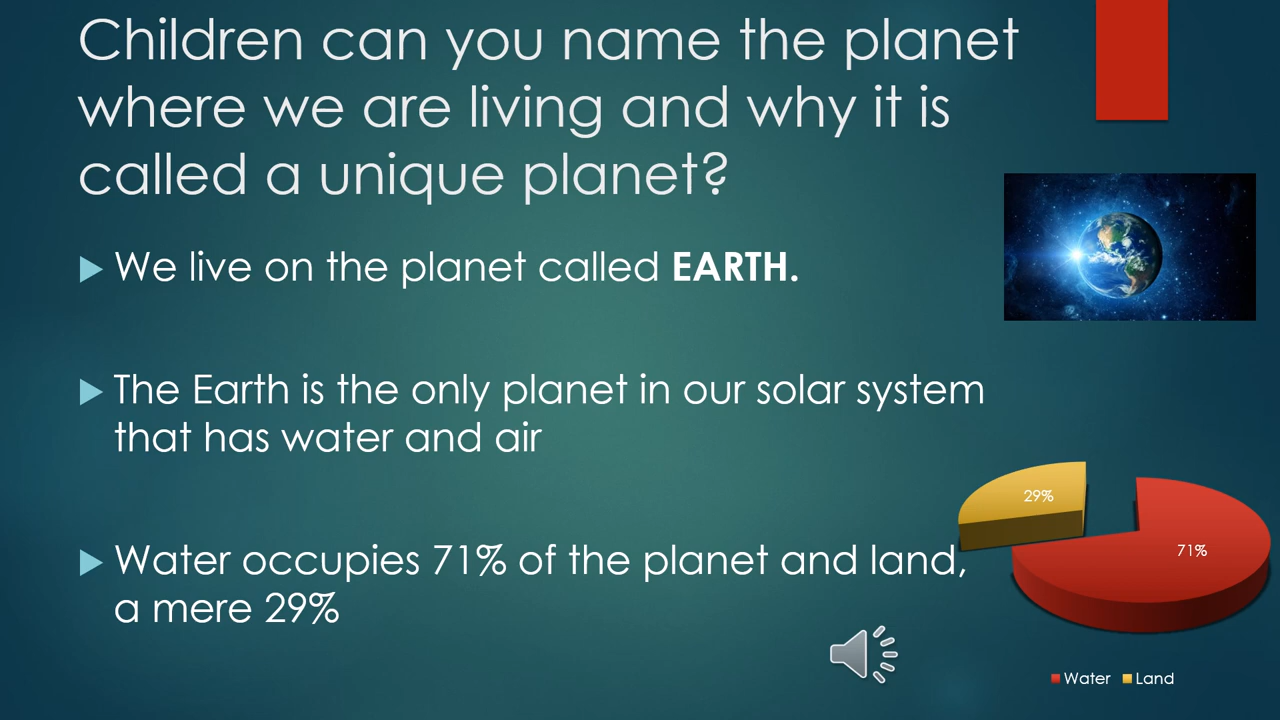 Children can you name the planet
where we are living and why it is
called a unique planet?
We live on the planet called EARTH.
The Earth is the only planet in our solar system
that has water and air
Water occupies 71% of the planet and land,
a mere 29%
29%
71%
Water Land